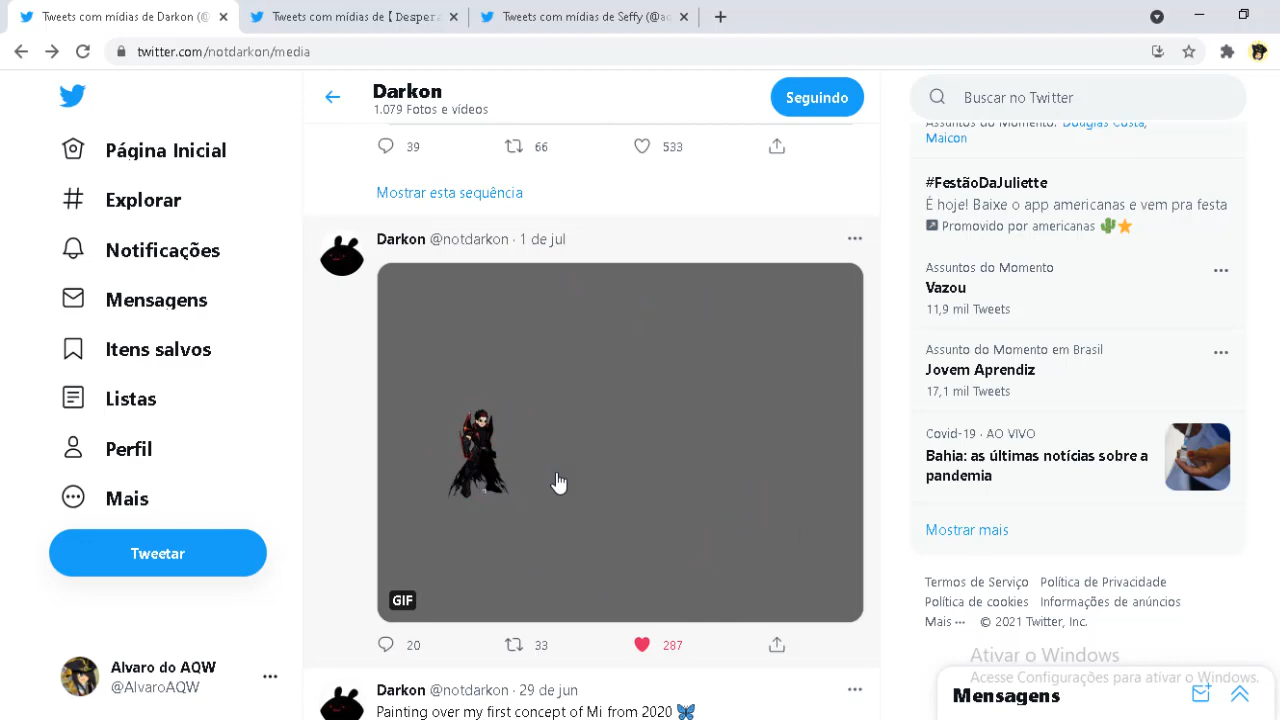 Tweets com mídias de Darkon (@
Tweets com mídias de【Despera
Tweets com mídias de Seffy (@ac
twitter.com/notdarkon/media
Darkon
1.079 Fotos e vídeos
Seguindo
Buscar no Twitter
Página Inicial
Explorar
Notificações
Mensagens
Itens salvos
Listas
Perfil
Mais
Tweetar
Alvaro do AQW
@AlvaroAQW
39
66
533
Mostrar esta sequência
Darkon @notdarkon · 1 de jul
GIF
20
33
287
Darkon @notdarkon · 29 de jun
Painting over my first concept of Mi from 2020 🦋
Assuntos do Momento: Douglas Costa,
Maicon
#FestãoDaJuliette
É hoje! Baixe o app americanas e vem pra festa
Promovido por americanas 🌵⭐
Assuntos do Momento
Vazou
11,9 mil Tweets
Assunto do Momento em Brasil
Jovem Aprendiz
17,1 mil Tweets
Covid-19 · AO VIVO
Bahia: as últimas notícias sobre a
pandemia
Mostrar mais
Termos de Serviço Política de Privacidade
Política de cookies Informações de anúncios
Mais ··· © 2021 Twitter, Inc.
Ativar o Windows
Acesse Configurações para ativar o Windows.
Mensagens